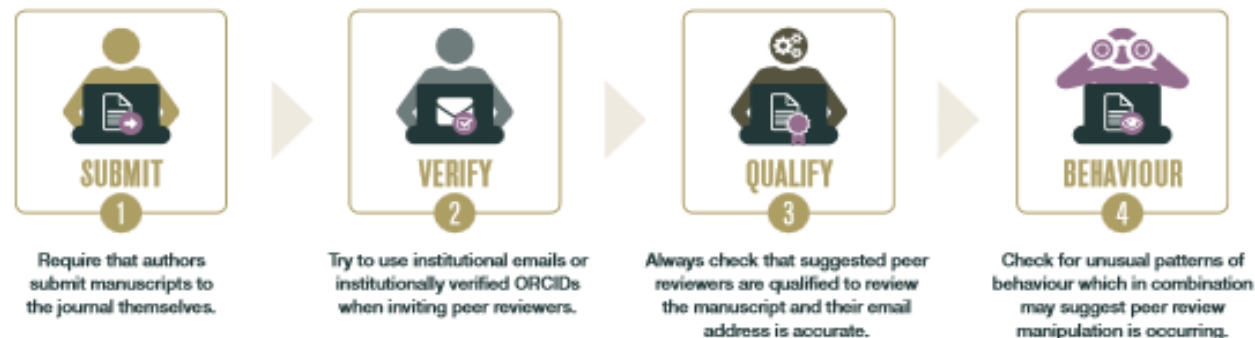 SUBMIT
1
Require that authors
submit manuscripts to
the journal themselves.
VERIFY
2
Try to use institutional emails or
institutionally verified ORCIDs
when inviting peer reviewers.
QUALIFY
3
Always check that suggested peer
reviewers are qualified to review
the manuscript and their email
address is accurate.
BEHAVIOUR
4
Check for unusual patterns of
behaviour which in combination
may suggest peer review
manipulation is occurring.